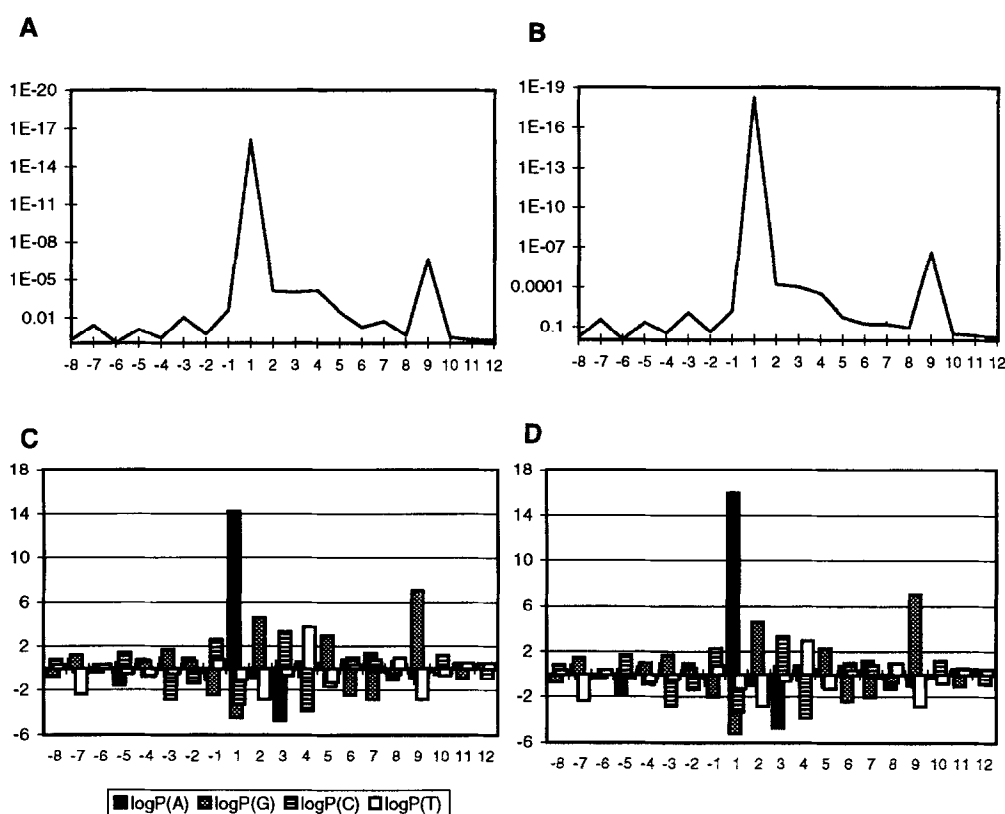 A
1E-20
1E-17
1E-14
1E-11
1E-08
1E-05
0.01
-8 -7 -6 -5 -4 -3 -2 -1 1 2 3 4 5 6 7 8 9 10 11 12
B
1E-19
1E-16
1E-13
1E-10
1E-07
0.0001
0.1
-8 -7 -6 -5 -4 -3 -2 -1 1 2 3 4 5 6 7 8 9 10 11 12
C
18
14
10
6
2
-2
-6
-8 -7 -6 -5 -4 -3 -2 -1 1 2 3 4 5 6 7 8 9 10 11 12
D
18
14
10
6
2
-2
-6
-8 -7 -6 -5 -4 -3 -2 -1 1 2 3 4 5 6 7 8 9 10 11 12
logP(A) logP(G) logP(C) logP(T)